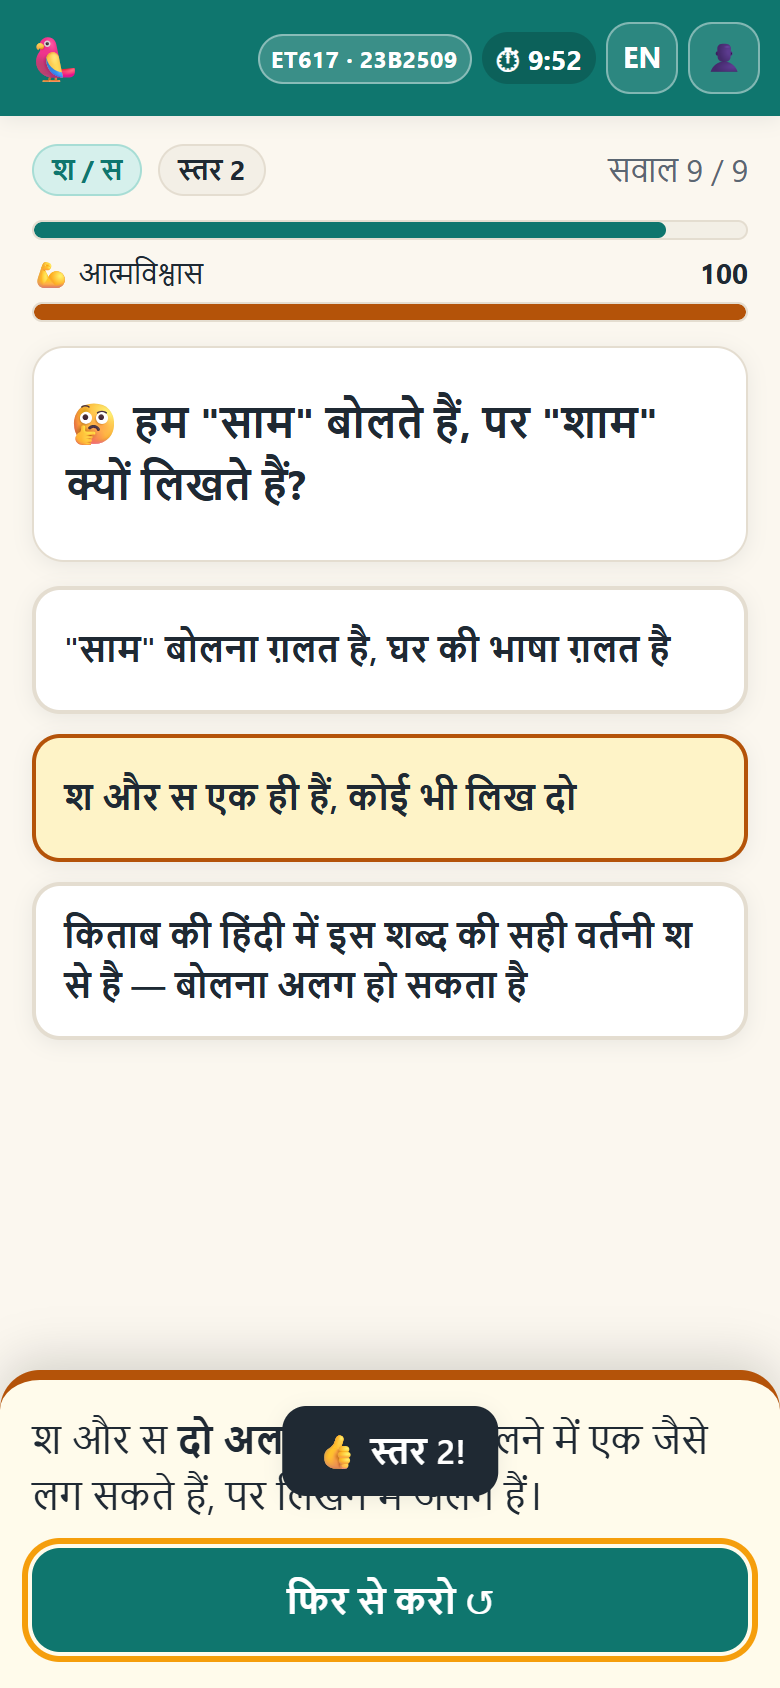 ET617 · 23B2509
9:52
EN
श / स
स्तर 2
सवाल 9 / 9
आत्मविश्वास
100
हम "साम" बोलते हैं, पर "शाम"
क्यों लिखते हैं?
"साम" बोलना ग़लत है, घर की भाषा ग़लत है
श और स एक ही हैं, कोई भी लिख दो
किताब की हिंदी में इस शब्द की सही वर्तनी श
से है — बोलना अलग हो सकता है
श और स दो में एक जैसे
लग सकते हैं, पर हैं।
स्तर 2!
फिर से करो ↺